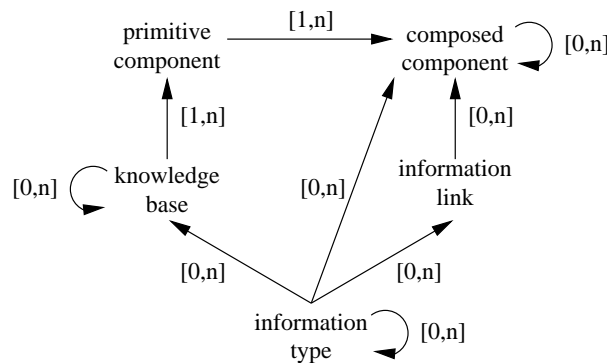 primitive
component
[1,n]
composed
component
[0,n]
[1,n]
[0,n]
[0,n]
knowledge
base
[0,n]
information
link
[0,n]
[0,n]
information
type
[0,n]